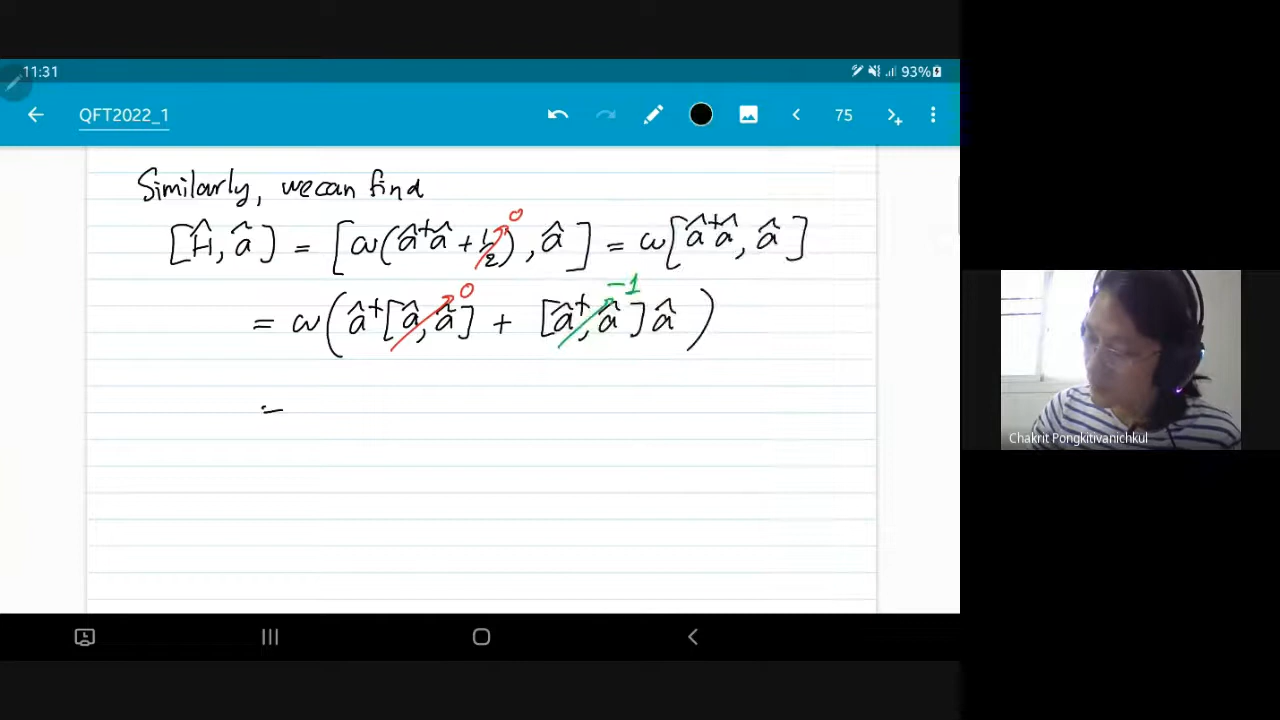 11:31 93%
QFT2022_1 75
Similarly, we can find
[Ĥ, â] = [ω(â†â + 1/2) 0, â] = ω[â†â, â]
= ω(â†[â, â] 0 + [â†, â] -1 â)
=
Chakrit Pongkitivanichkul